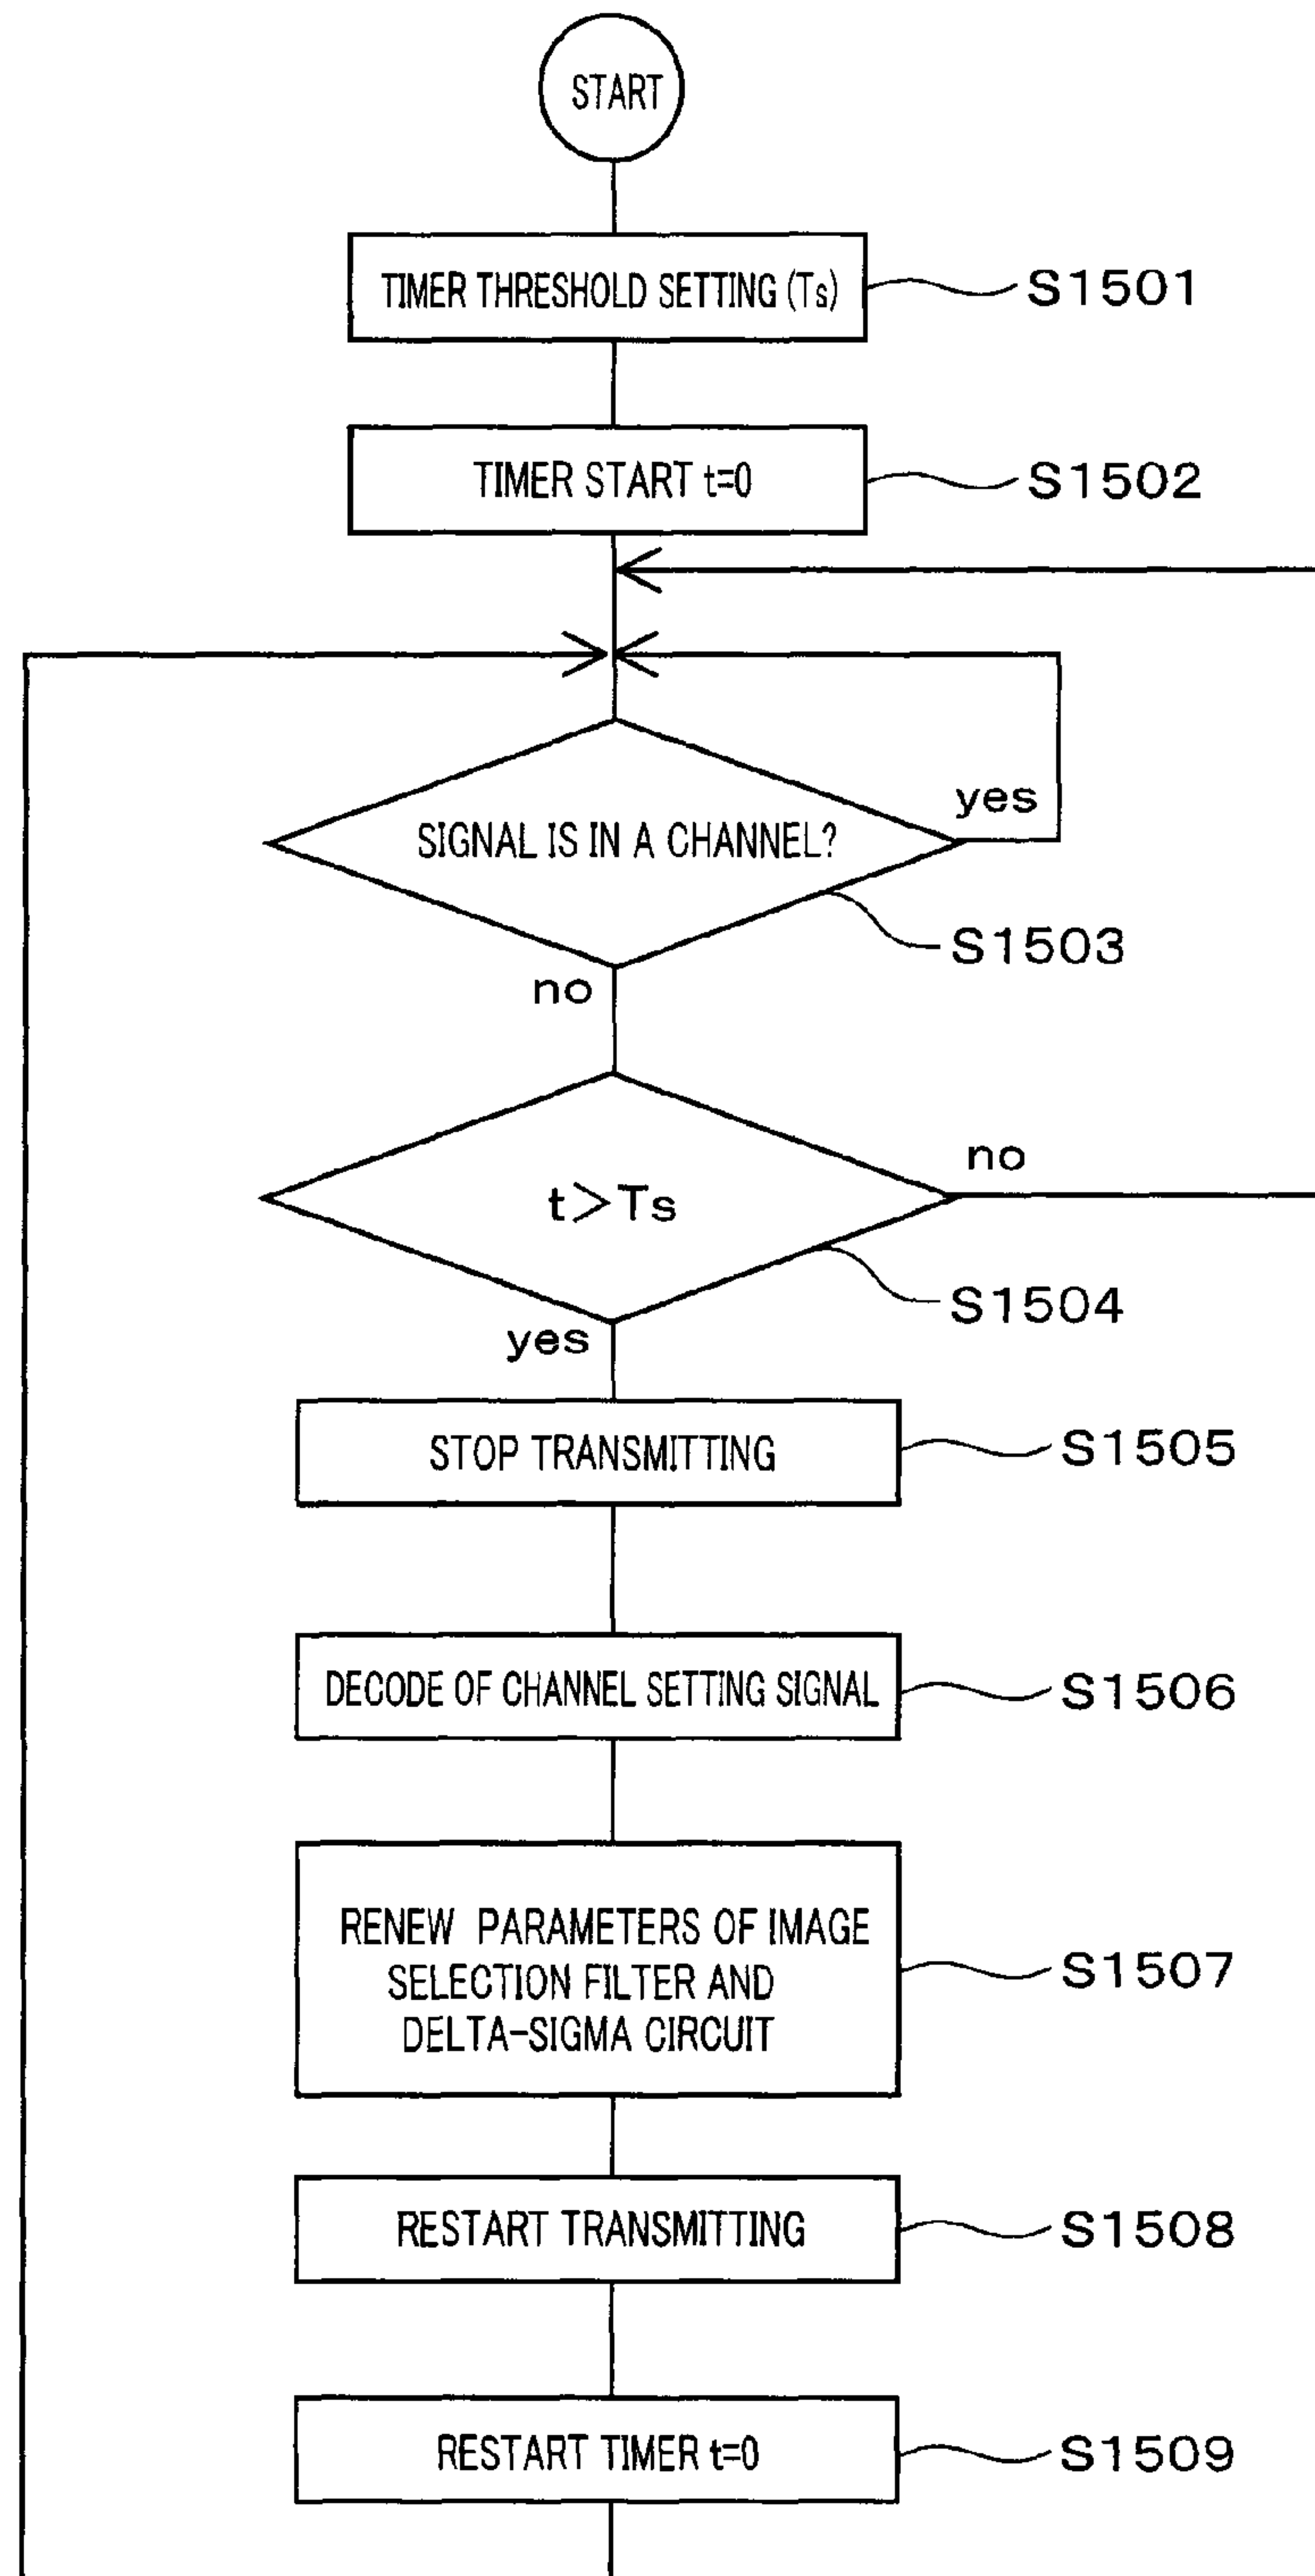 START
TIMER THRESHOLD SETTING (Ts)
S1501
TIMER START t=0
S1502
SIGNAL IS IN A CHANNEL?
yes
S1503
no
t>Ts
no
S1504
yes
STOP TRANSMITTING
S1505
DECODE OF CHANNEL SETTING SIGNAL
S1506
RENEW PARAMETERS OF IMAGE
SELECTION FILTER AND
DELTA-SIGMA CIRCUIT
S1507
RESTART TRANSMITTING
S1508
RESTART TIMER t=0
S1509